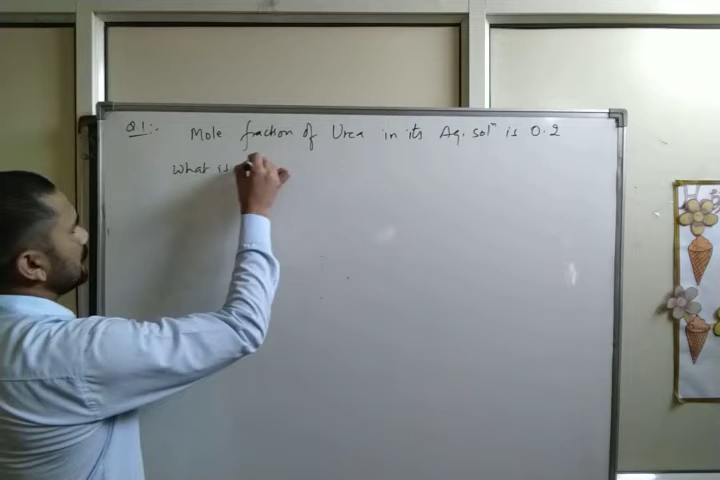 Q1:- Mole fraction of Urea in its Aq. solⁿ is 0.2
What is